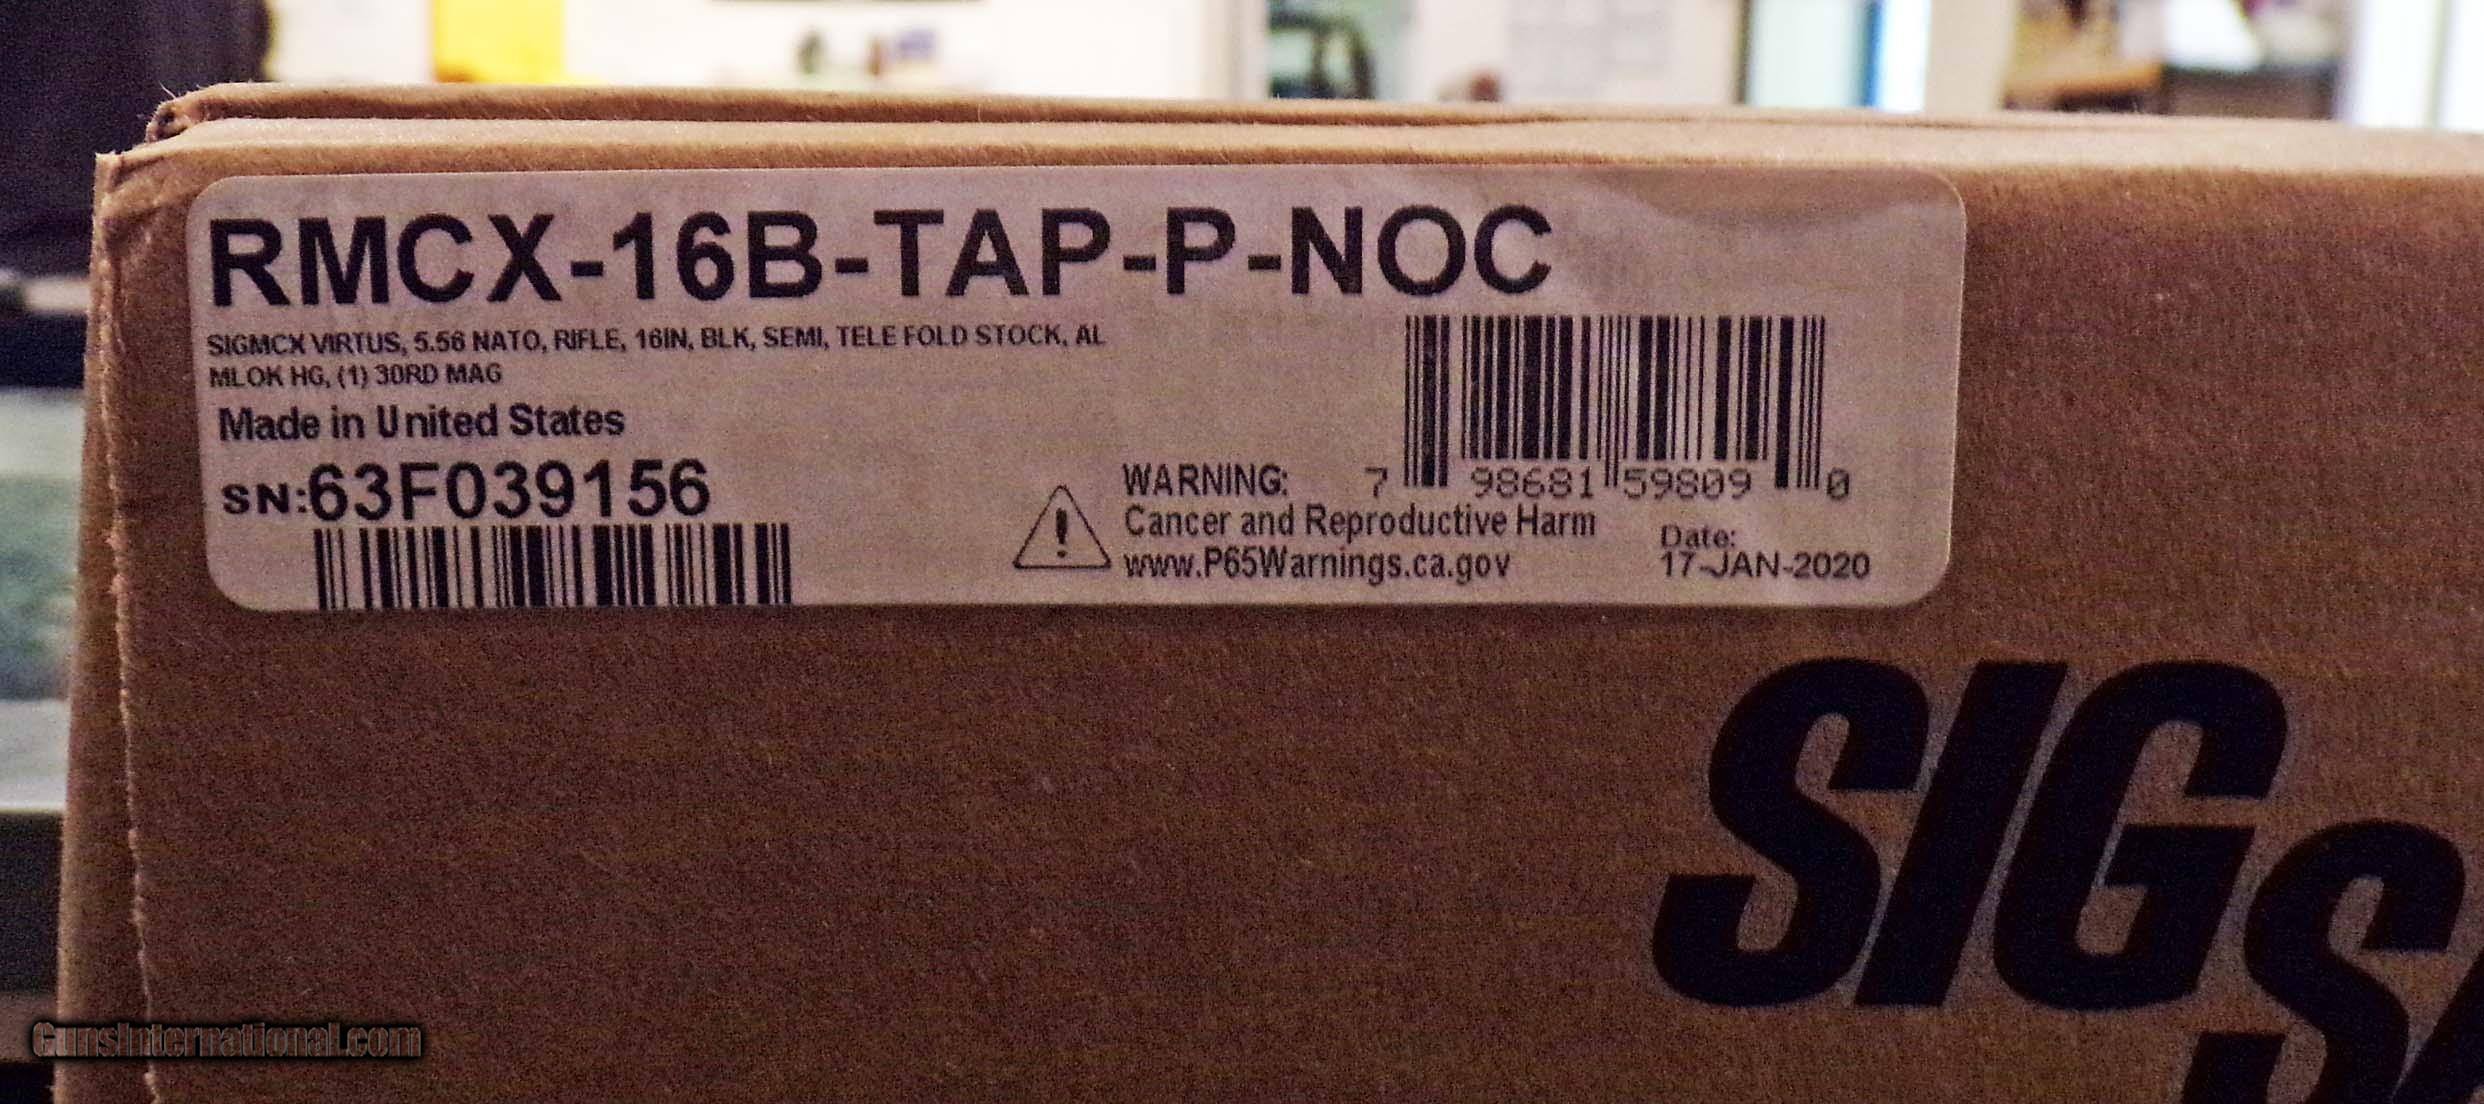 RMCX-16B-TAP-P-NOC
SIGMCX VIRTUS, 5.56 NATO, RIFLE, 16IN, BLK, SEMI, TELE FOLD STOCK, AL
MLOK HG, (1) 30RD MAG
Made in United States
SN:63F039156
7 98681 59809 0
WARNING:
Cancer and Reproductive Harm
www.P65Warnings.ca.gov
Date:
17-JAN-2020
SIG
SA
GunsInternational.com